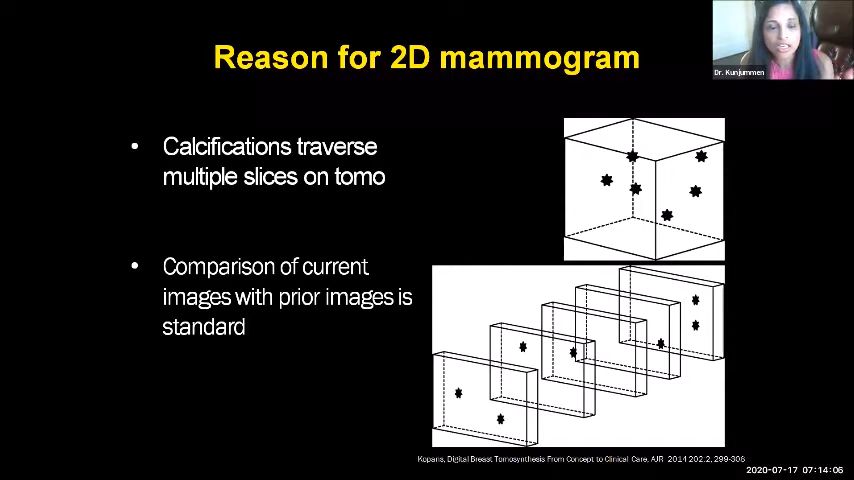 Reason for 2D mammogram
Dr. Kunjummen
• Calcifications traverse
multiple slices on tomo
• Comparison of current
images with prior images is
standard
Kopans, Digital Breast Tomosynthesis From Concept to Clinical Care, AJR 2014 202:2, 299-308
2020-07-17 07:14:06